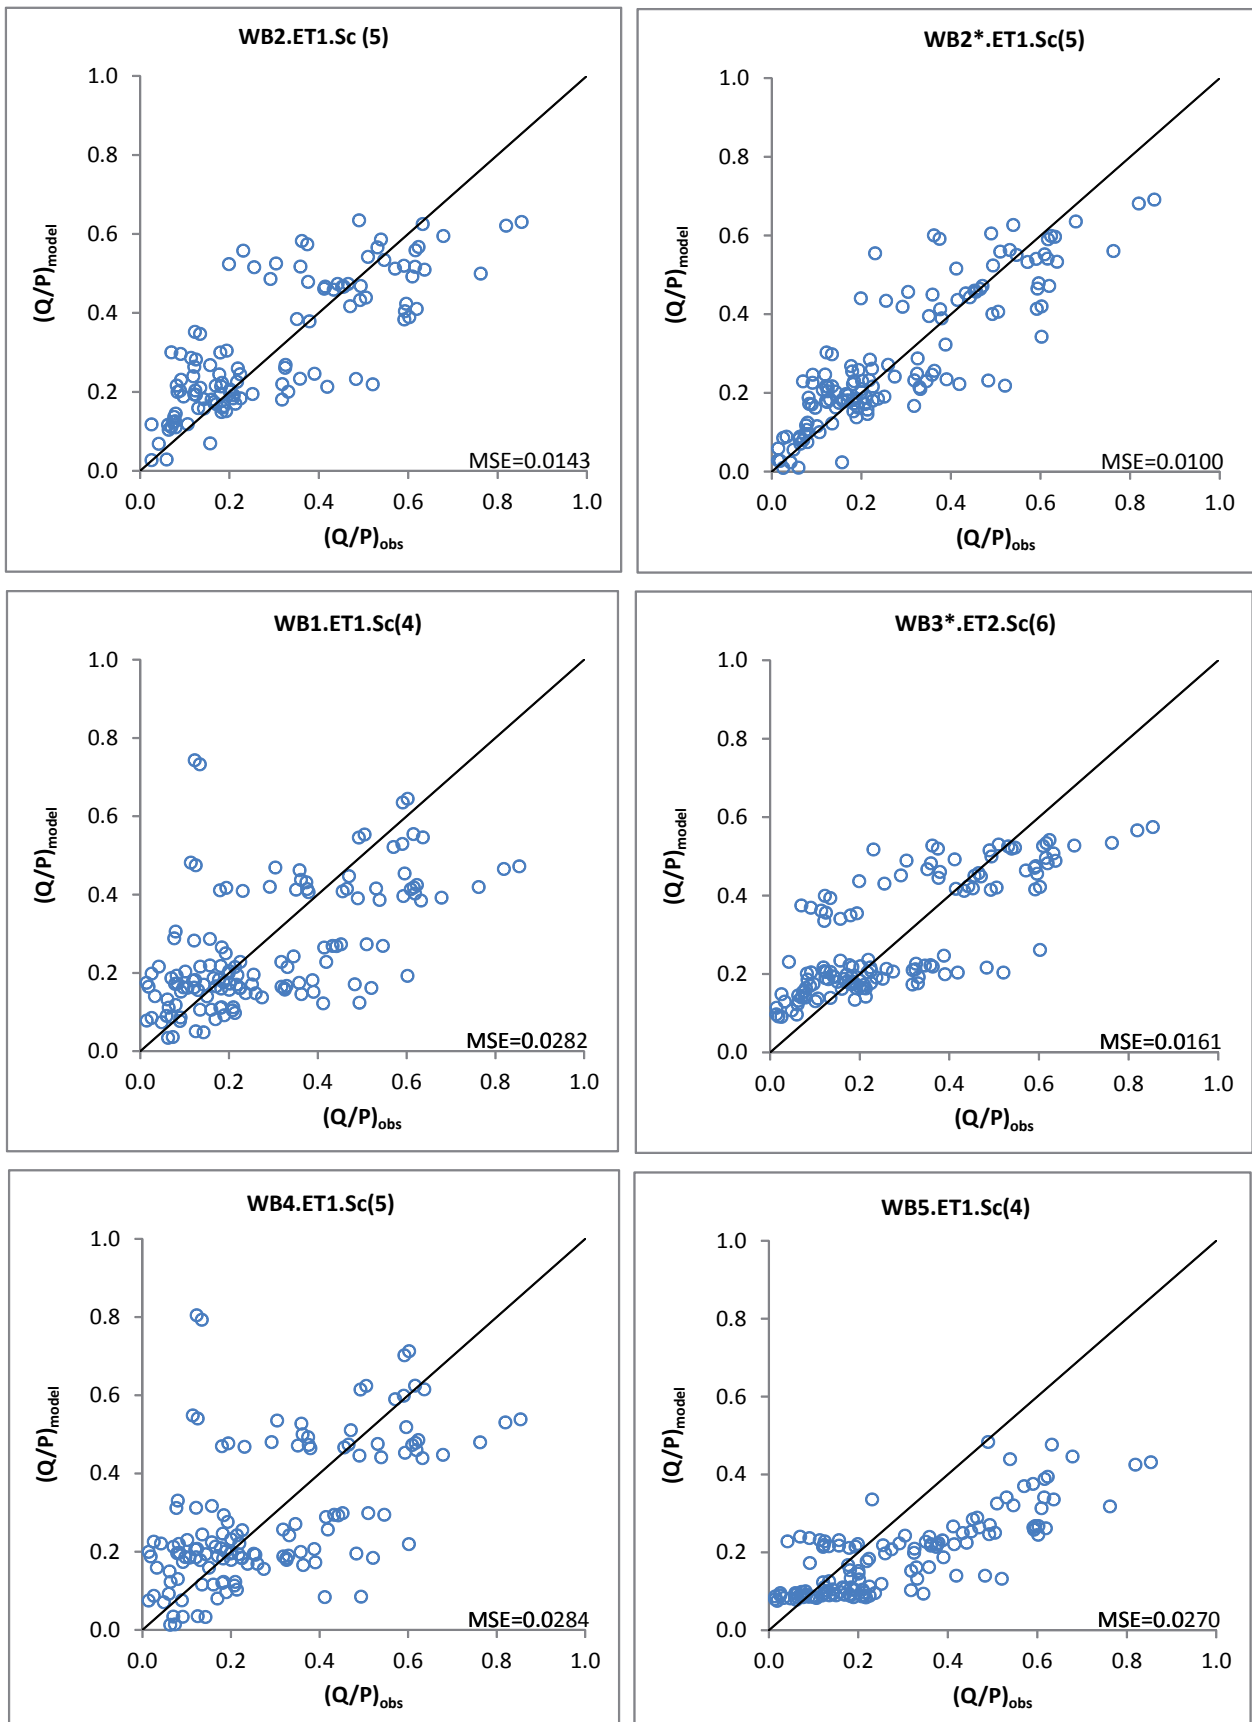 WB2.ET1.Sc (5)
1.0
0.8
0.6
0.4
0.2
0.0
(Q/P)model
MSE=0.0143
0.0 0.2 0.4 0.6 0.8 1.0
(Q/P)obs
WB2*.ET1.Sc(5)
1.0
0.8
0.6
0.4
0.2
0.0
(Q/P)model
MSE=0.0100
0.0 0.2 0.4 0.6 0.8 1.0
(Q/P)obs
WB1.ET1.Sc(4)
1.0
0.8
0.6
0.4
0.2
0.0
(Q/P)model
MSE=0.0282
0.0 0.2 0.4 0.6 0.8 1.0
(Q/P)obs
WB3*.ET2.Sc(6)
1.0
0.8
0.6
0.4
0.2
0.0
(Q/P)model
MSE=0.0161
0.0 0.2 0.4 0.6 0.8 1.0
(Q/P)obs
WB4.ET1.Sc(5)
1.0
0.8
0.6
0.4
0.2
0.0
(Q/P)model
MSE=0.0284
0.0 0.2 0.4 0.6 0.8 1.0
(Q/P)obs
WB5.ET1.Sc(4)
1.0
0.8
0.6
0.4
0.2
0.0
(Q/P)model
MSE=0.0270
0.0 0.2 0.4 0.6 0.8 1.0
(Q/P)obs